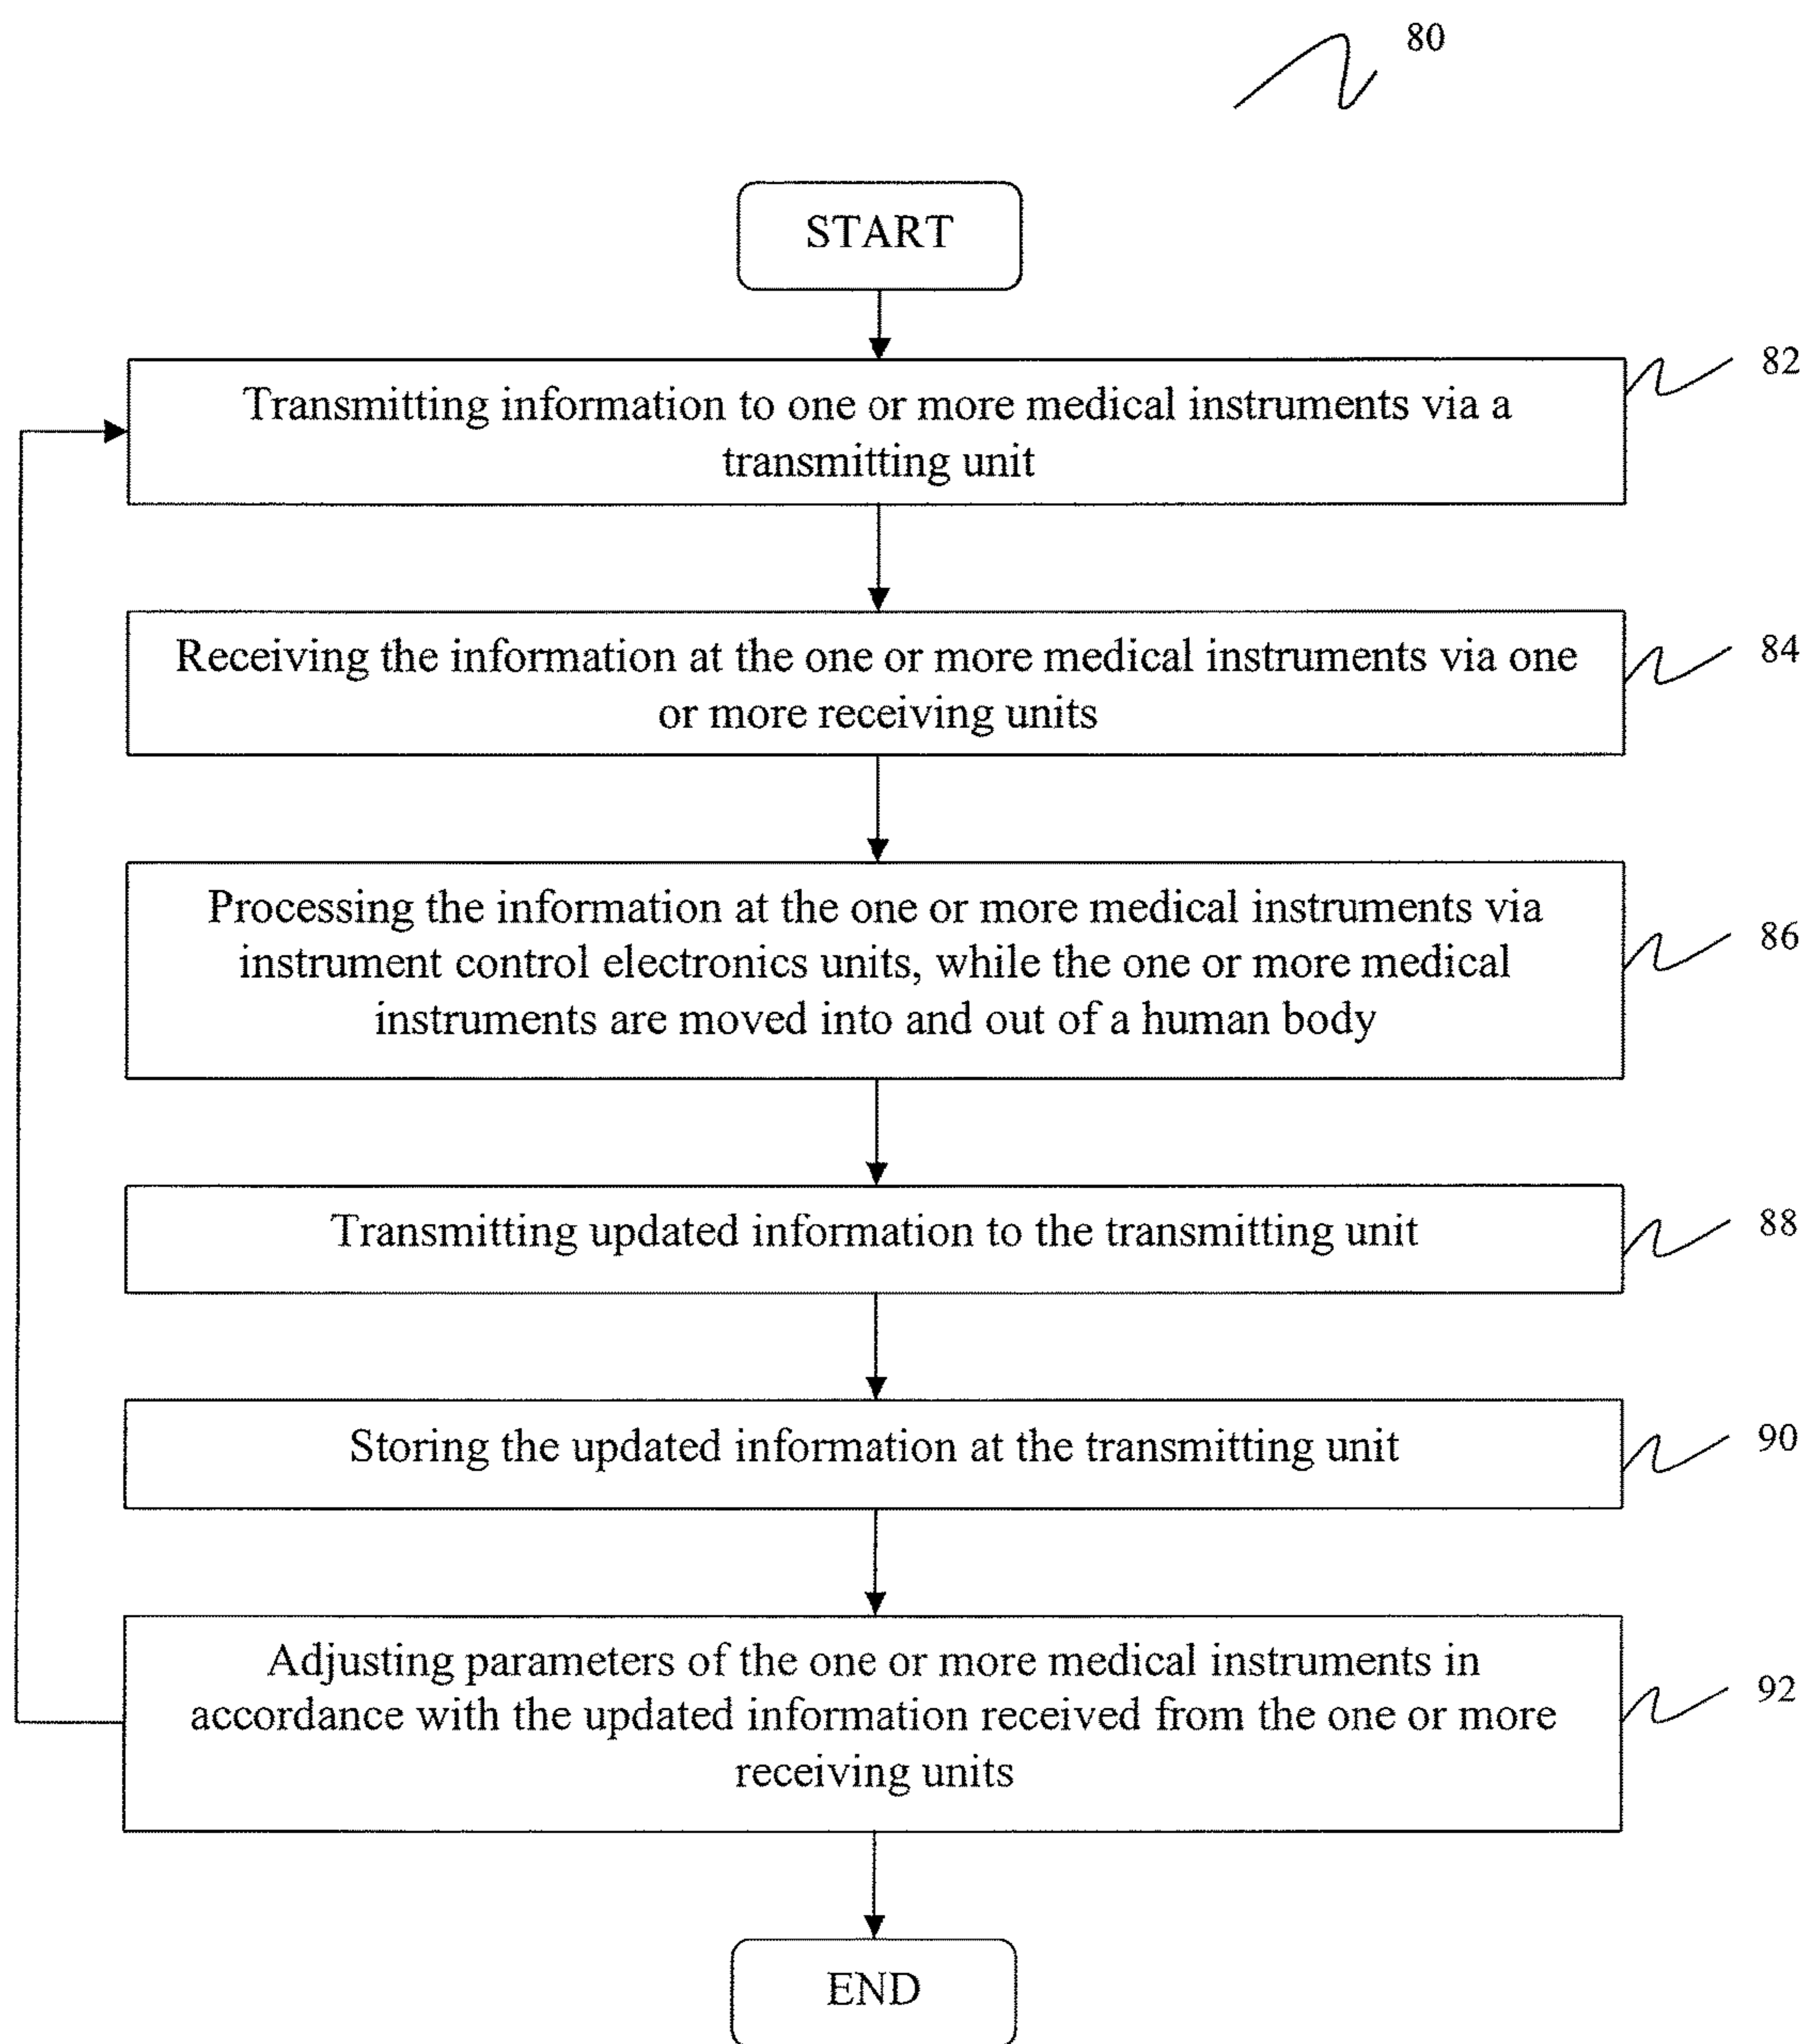 80
START
Transmitting information to one or more medical instruments via a
transmitting unit
82
Receiving the information at the one or more medical instruments via one
or more receiving units
84
Processing the information at the one or more medical instruments via
instrument control electronics units, while the one or more medical
instruments are moved into and out of a human body
86
Transmitting updated information to the transmitting unit
88
Storing the updated information at the transmitting unit
90
Adjusting parameters of the one or more medical instruments in
accordance with the updated information received from the one or more
receiving units
92
END